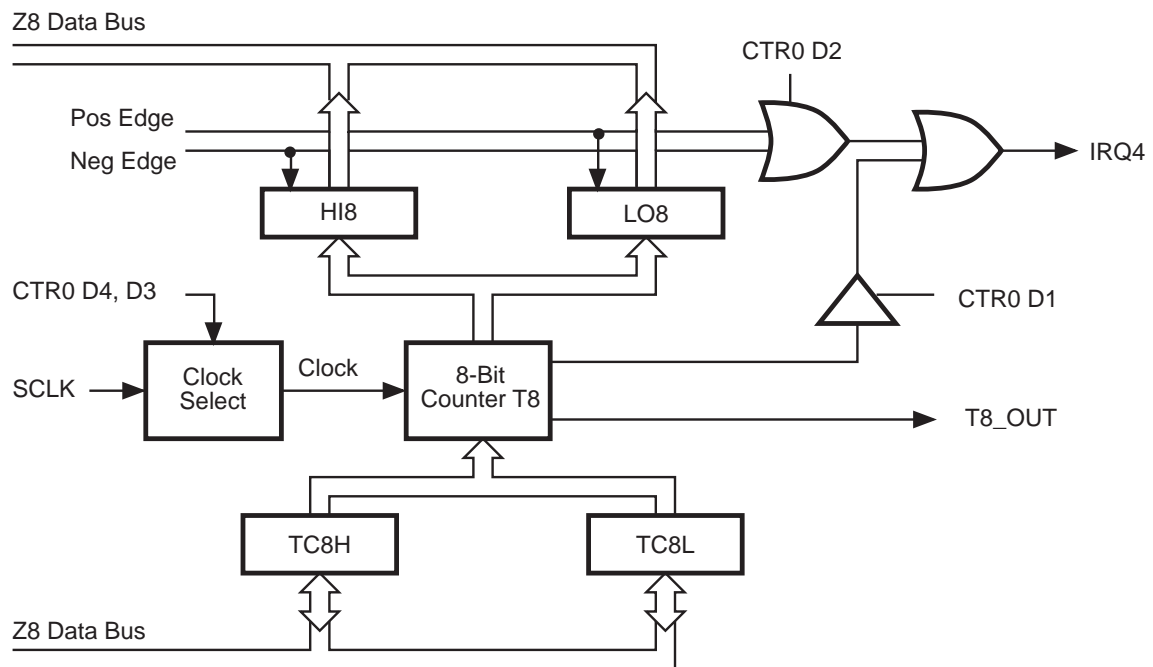 Z8 Data Bus
CTR0 D2
Pos Edge
Neg Edge
IRQ4
HI8
LO8
CTR0 D4, D3
CTR0 D1
SCLK
Clock
Select
Clock
8-Bit
Counter T8
T8_OUT
TC8H
TC8L
Z8 Data Bus